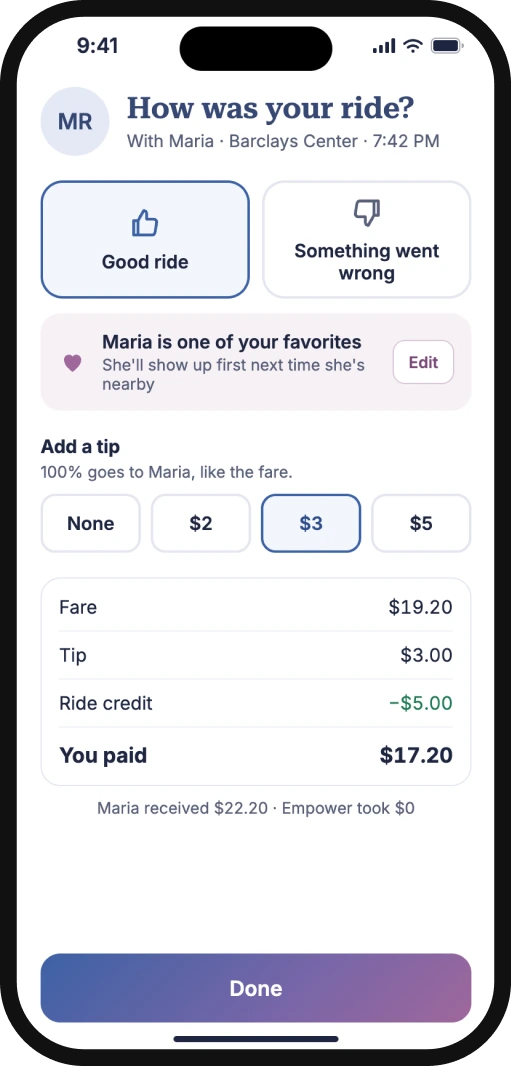 9:41
MR
How was your ride?
With Maria · Barclays Center · 7:42 PM
Good ride
Something went
wrong
Maria is one of your favorites
She'll show up first next time she's
nearby
Edit
Add a tip
100% goes to Maria, like the fare.
None
$2
$3
$5
Fare
$19.20
Tip
$3.00
Ride credit
−$5.00
You paid
$17.20
Maria received $22.20 · Empower took $0
Done